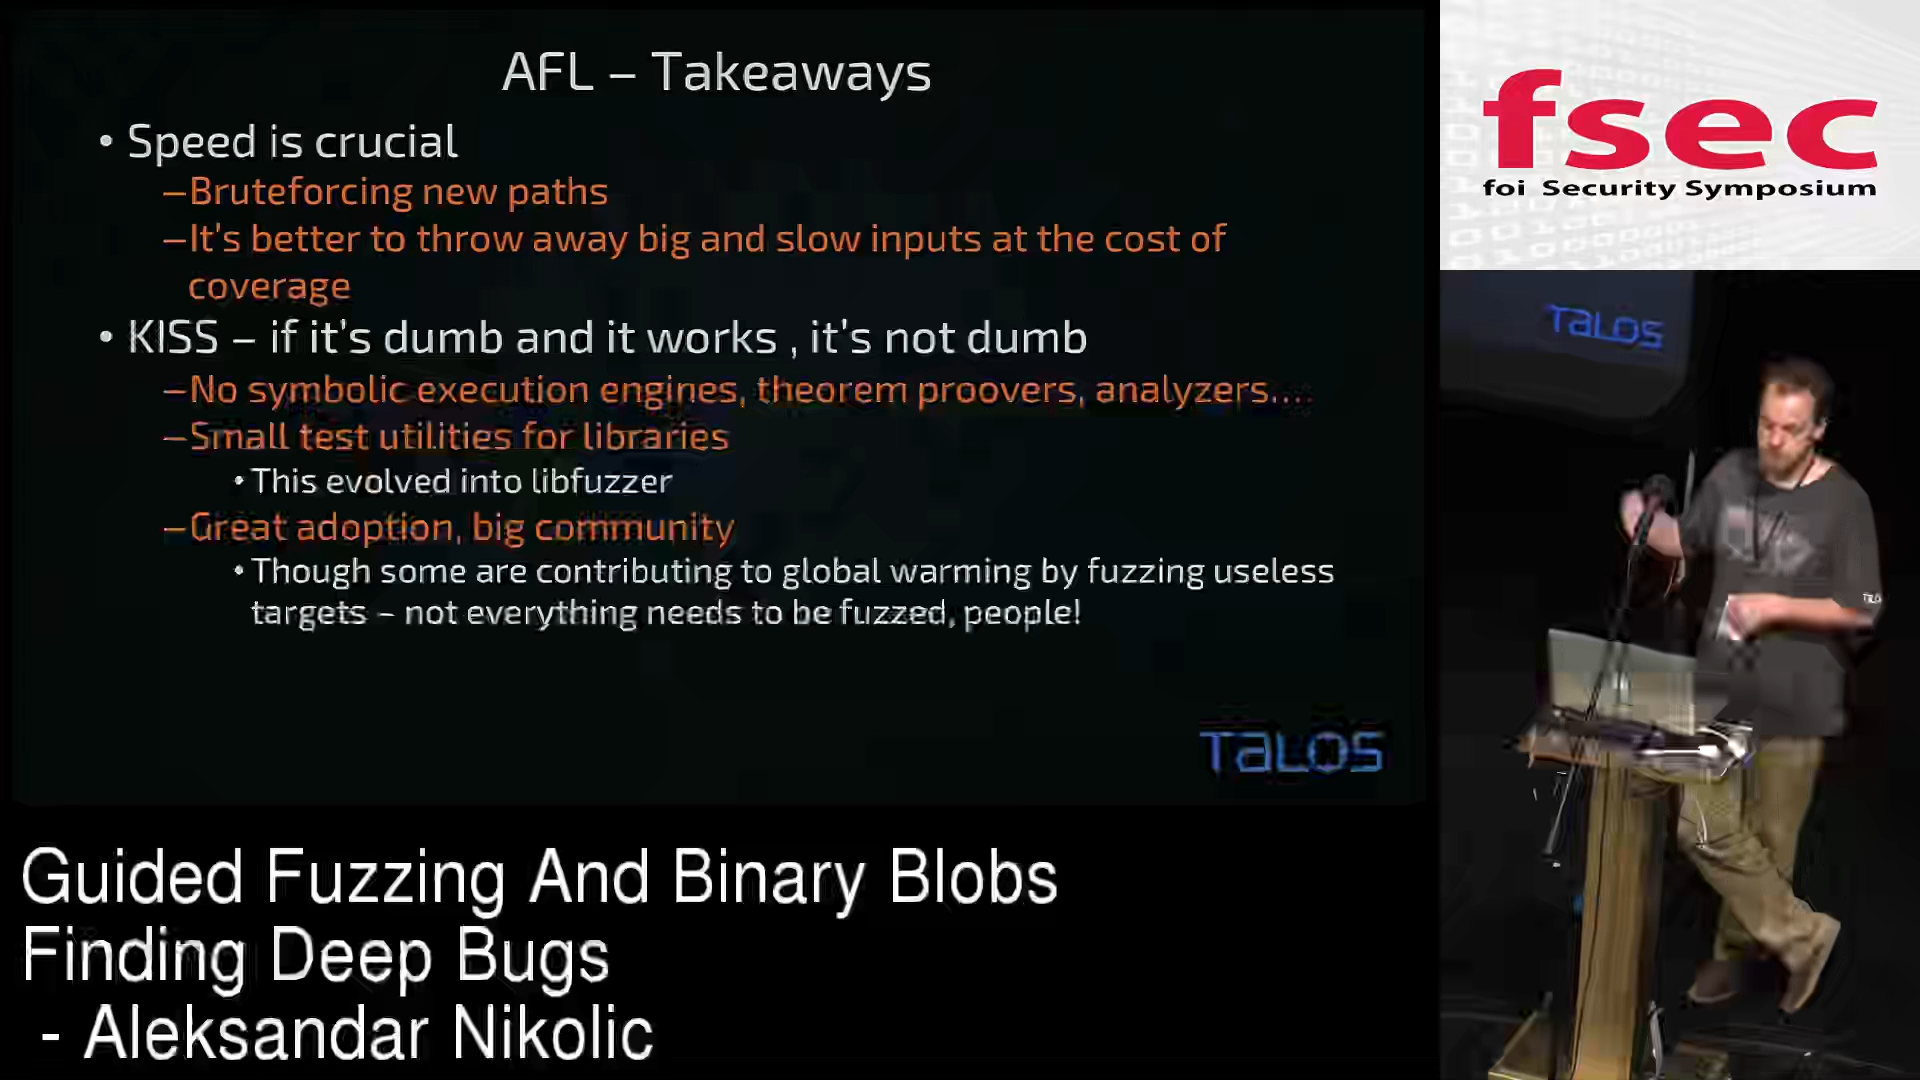 AFL – Takeaways
• Speed is crucial
–Bruteforcing new paths
–It's better to throw away big and slow inputs at the cost of
coverage
• KISS – if it's dumb and it works , it's not dumb
–No symbolic execution engines, theorem proovers, analyzers...
–Small test utilities for libraries
• This evolved into libfuzzer
–Great adoption, big community
• Though some are contributing to global warming by fuzzing useless
targets – not everything needs to be fuzzed, people!
TALOS
fsec
foi Security Symposium
TALOS
Guided Fuzzing And Binary Blobs
Finding Deep Bugs
- Aleksandar Nikolic